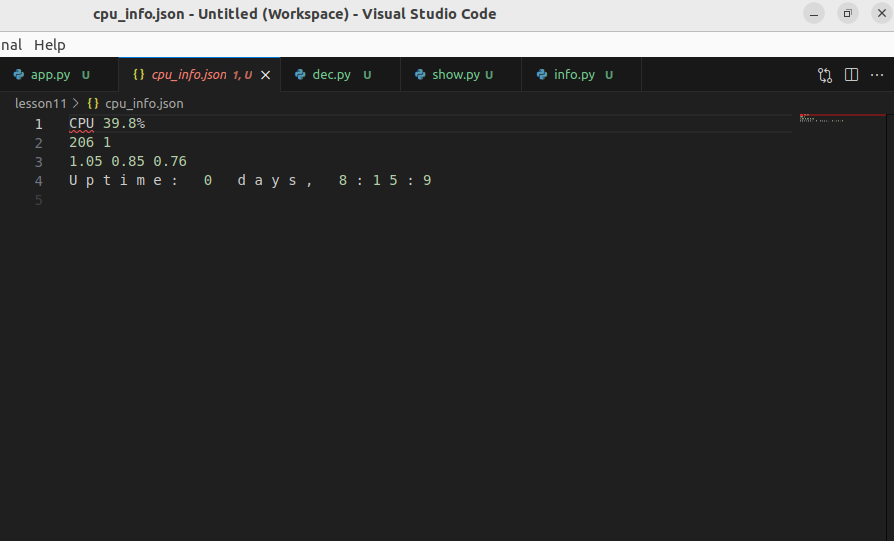 cpu_info.json - Untitled (Workspace) - Visual Studio Code
nal Help
app.py U cpu_info.json 1, U dec.py U show.py U info.py U
lesson11 > {} cpu_info.json
1 CPU 39.8%
2 206 1
3 1.05 0.85 0.76
4 U p t i m e :   0   d a y s ,   8 : 1 5 : 9
5